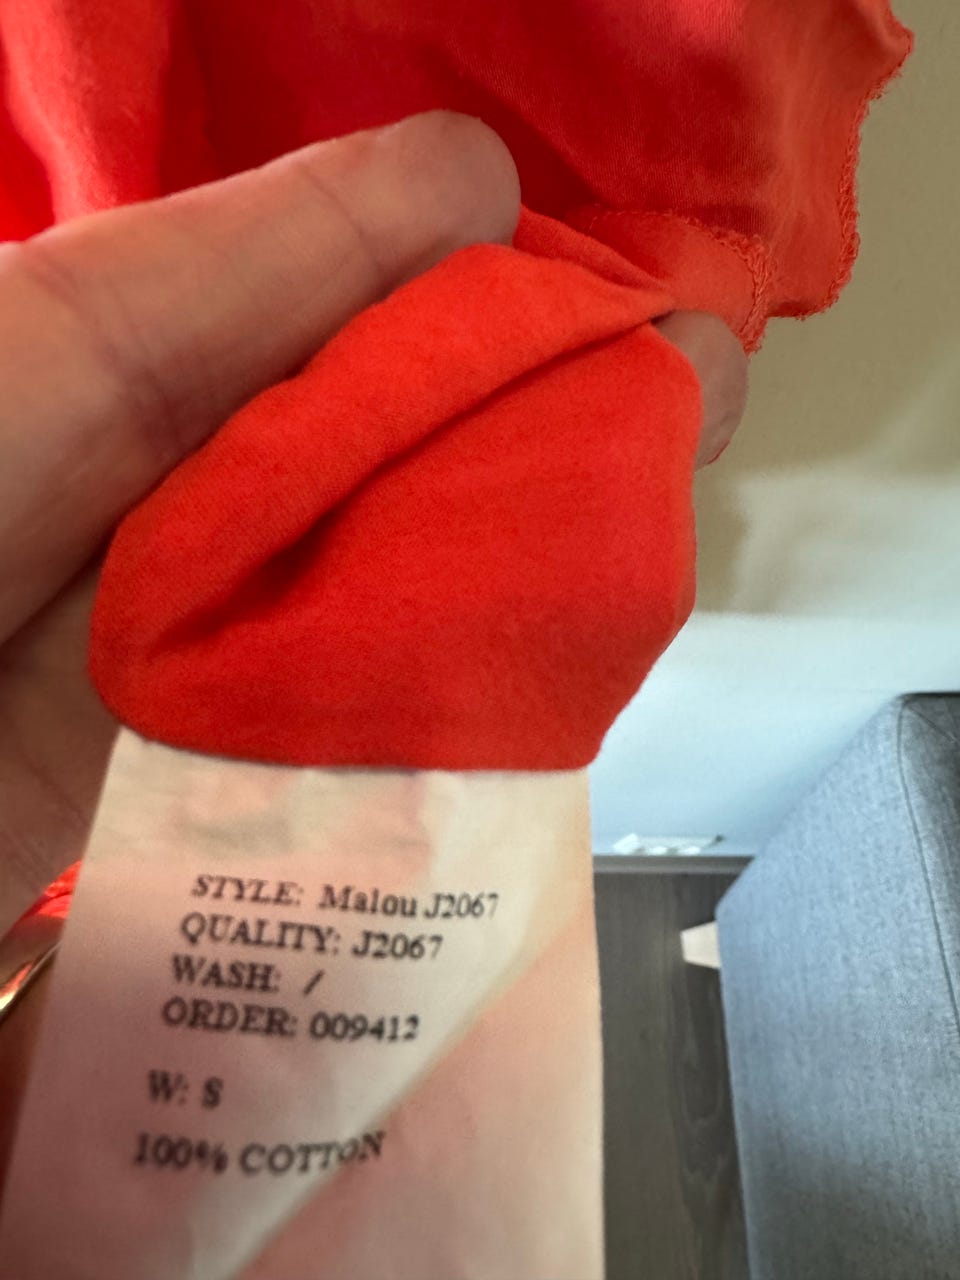 STYLE: Malou J2067
QUALITY: J2067
WASH: /
ORDER: 009412
W: S
100% COTTON